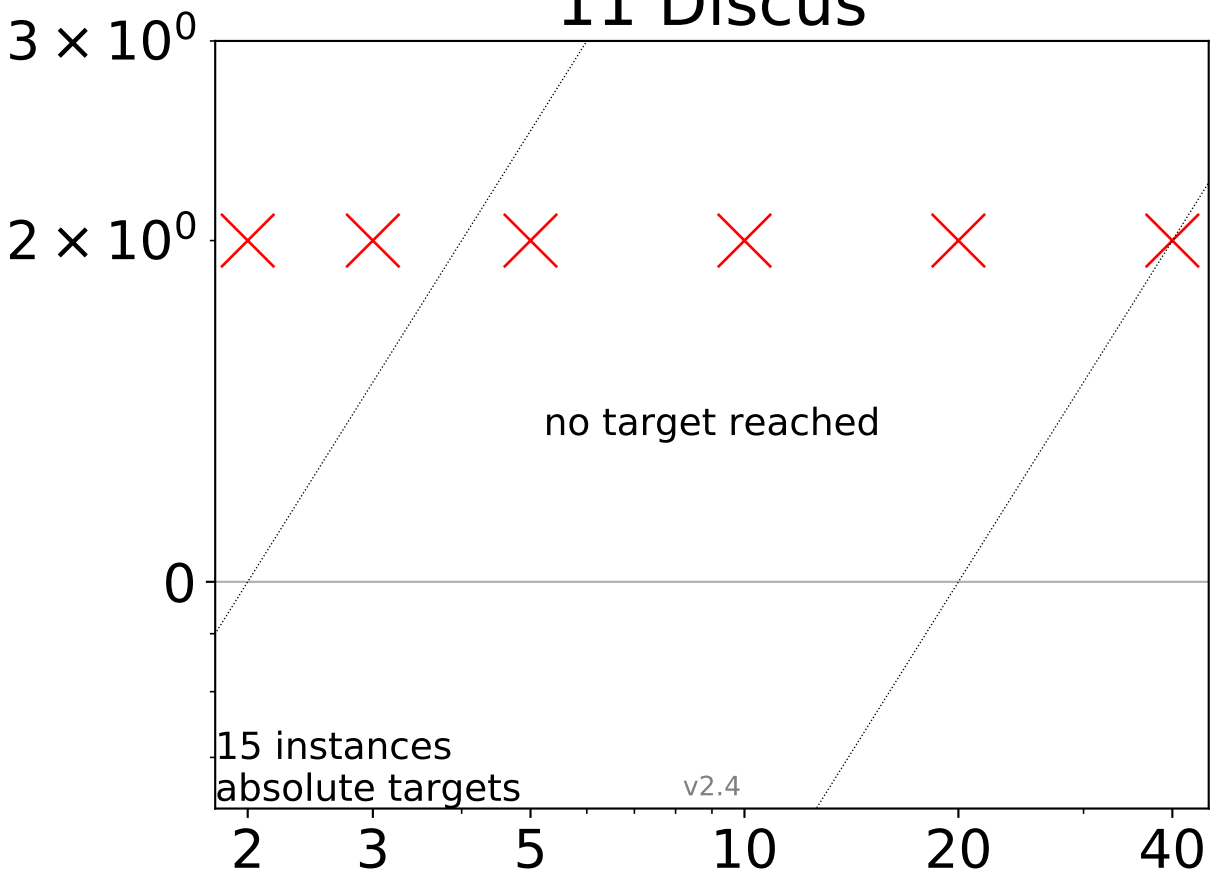 11 Discus
3 × 10⁰
2 × 10⁰
no target reached
0
15 instances
absolute targets
v2.4
2 3 5 10 20 40